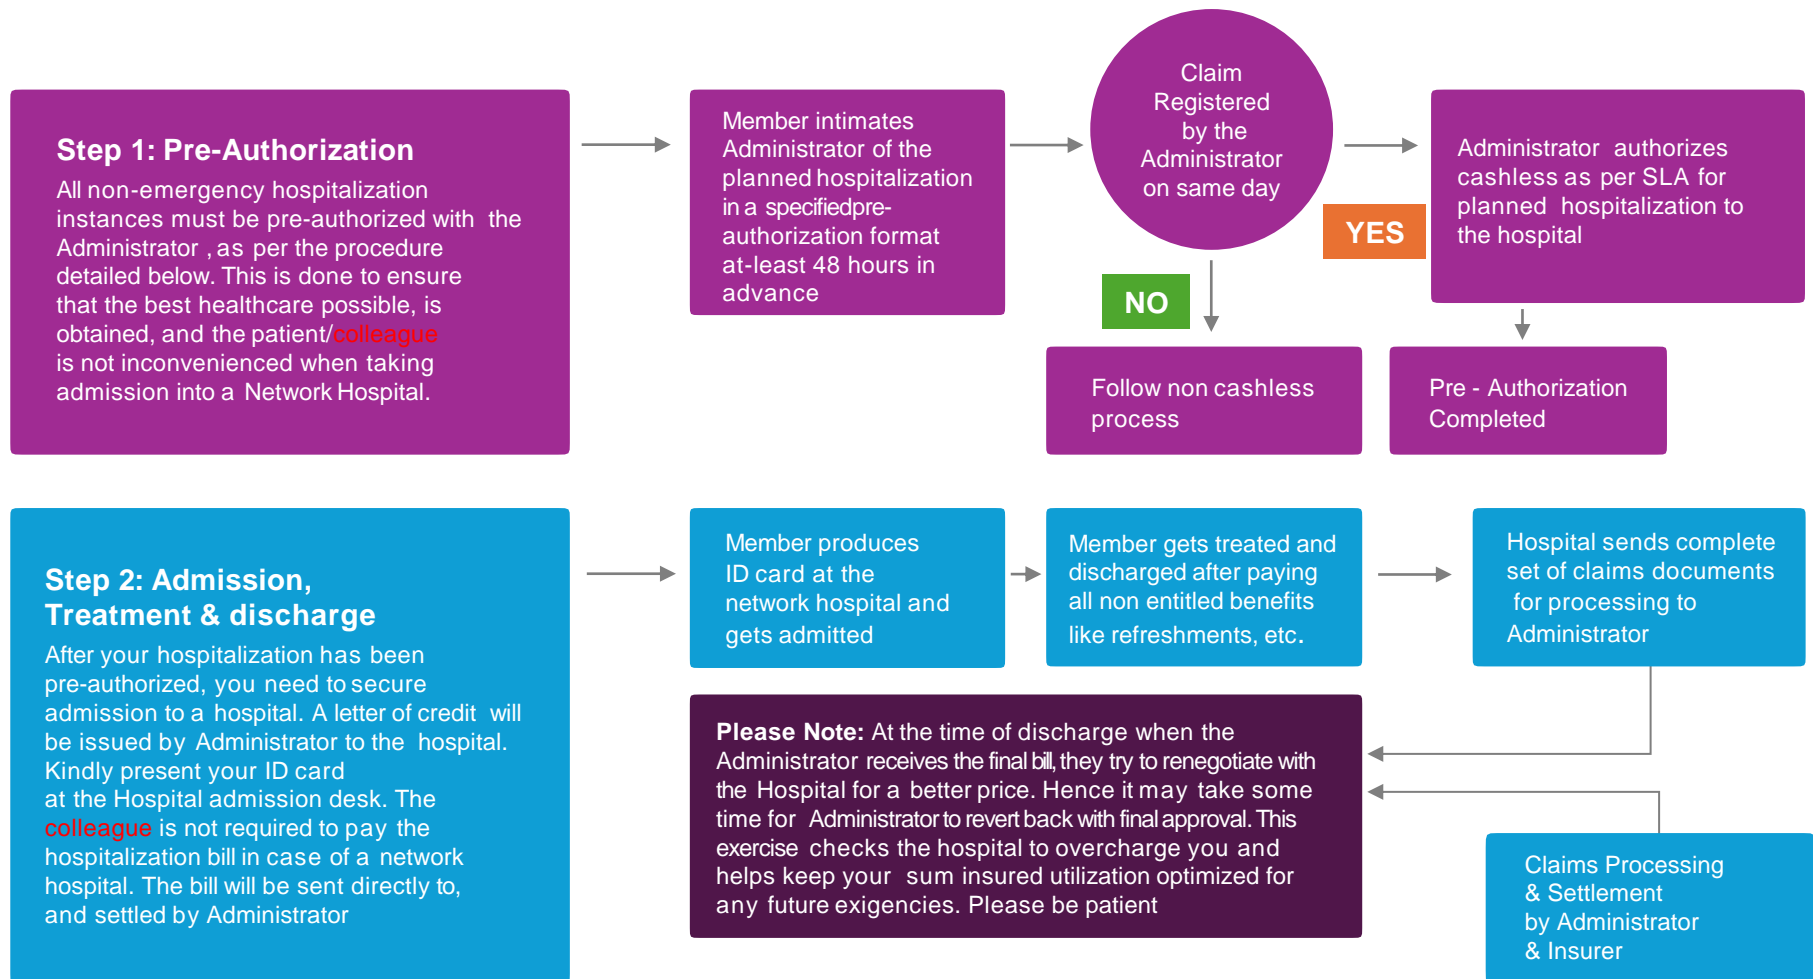 Step 1: Pre-Authorization
All non-emergency hospitalization
instances must be pre-authorized with the
Administrator , as per the procedure
detailed below. This is done to ensure
that the best healthcare possible, is
obtained, and the patient/colleague
is not inconvenienced when taking
admission into a Network Hospital.
Member intimates
Administrator of the
planned hospitalization
in a specifiedpre-
authorization format
at-least 48 hours in
advance
Claim
Registered
by the
Administrator
on same day
YES
NO
Administrator authorizes
cashless as per SLA for
planned hospitalization to
the hospital
Follow non cashless
process
Pre - Authorization
Completed
Step 2: Admission,
Treatment & discharge
After your hospitalization has been
pre-authorized, you need to secure
admission to a hospital. A letter of credit will
be issued by Administrator to the hospital.
Kindly present your ID card
at the Hospital admission desk. The
colleague is not required to pay the
hospitalization bill in case of a network
hospital. The bill will be sent directly to,
and settled by Administrator
Member produces
ID card at the
network hospital and
gets admitted
Member gets treated and
discharged after paying
all non entitled benefits
like refreshments, etc.
Hospital sends complete
set of claims documents
for processing to
Administrator
Please Note: At the time of discharge when the
Administrator receives the final bill, they try to renegotiate with
the Hospital for a better price. Hence it may take some
time for Administrator to revert back with final approval. This
exercise checks the hospital to overcharge you and
helps keep your sum insured utilization optimized for
any future exigencies. Please be patient
Claims Processing
& Settlement
by Administrator
& Insurer